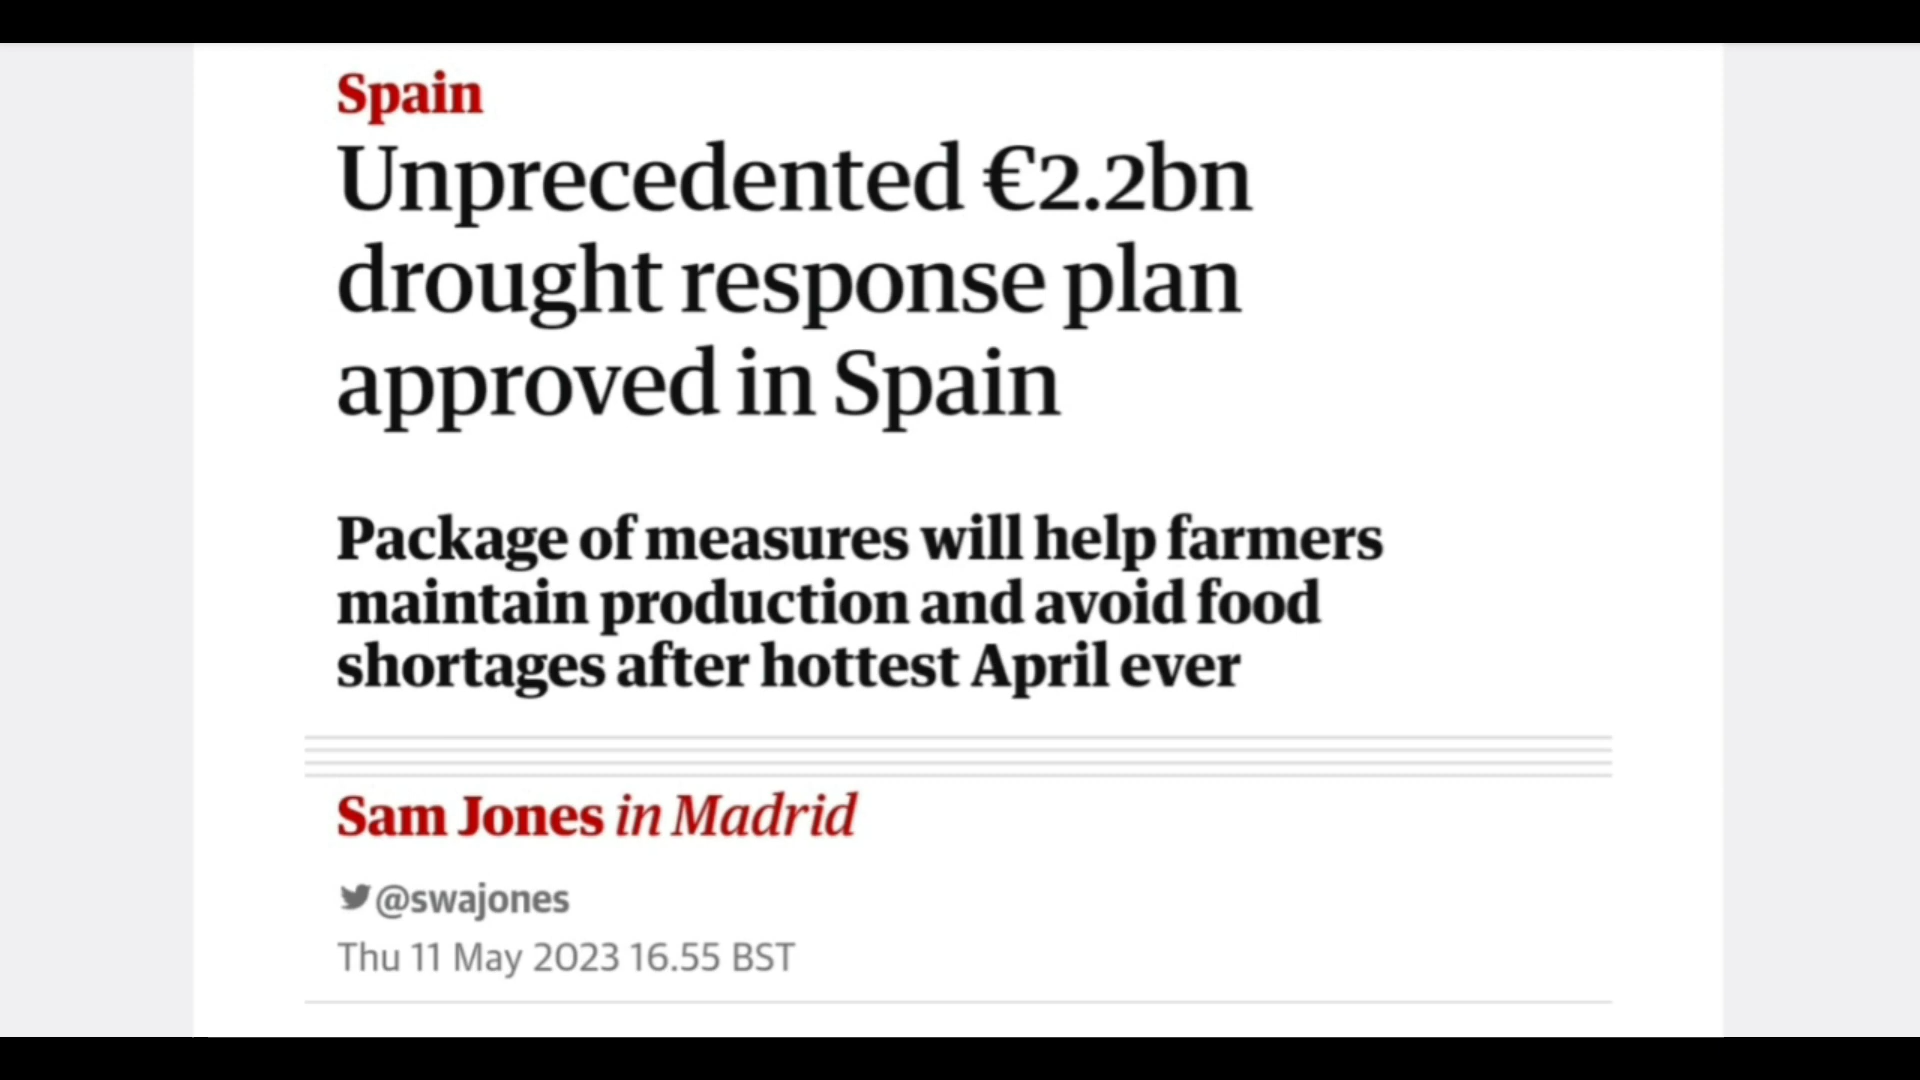 Spain
Unprecedented €2.2bn
drought response plan
approved in Spain
Package of measures will help farmers
maintain production and avoid food
shortages after hottest April ever
Sam Jones in Madrid
@swajones
Thu 11 May 2023 16.55 BST